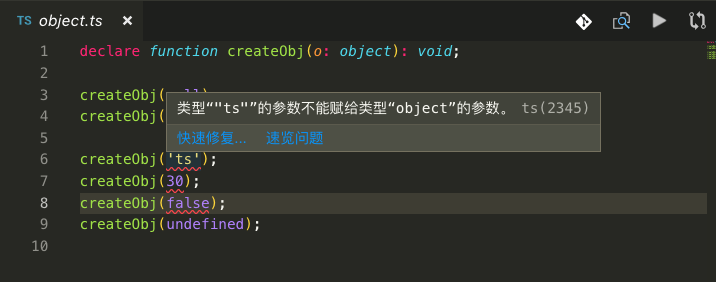 TS object.ts ×
1 declare function createObj(o: object): void;
2
3 createObj(
类型“"ts"”的参数不能赋给类型“object”的参数。 ts(2345)
4 createObj(
快速修复... 速览问题
5
6 createObj('ts');
7 createObj(30);
8 createObj(false);
9 createObj(undefined);
10